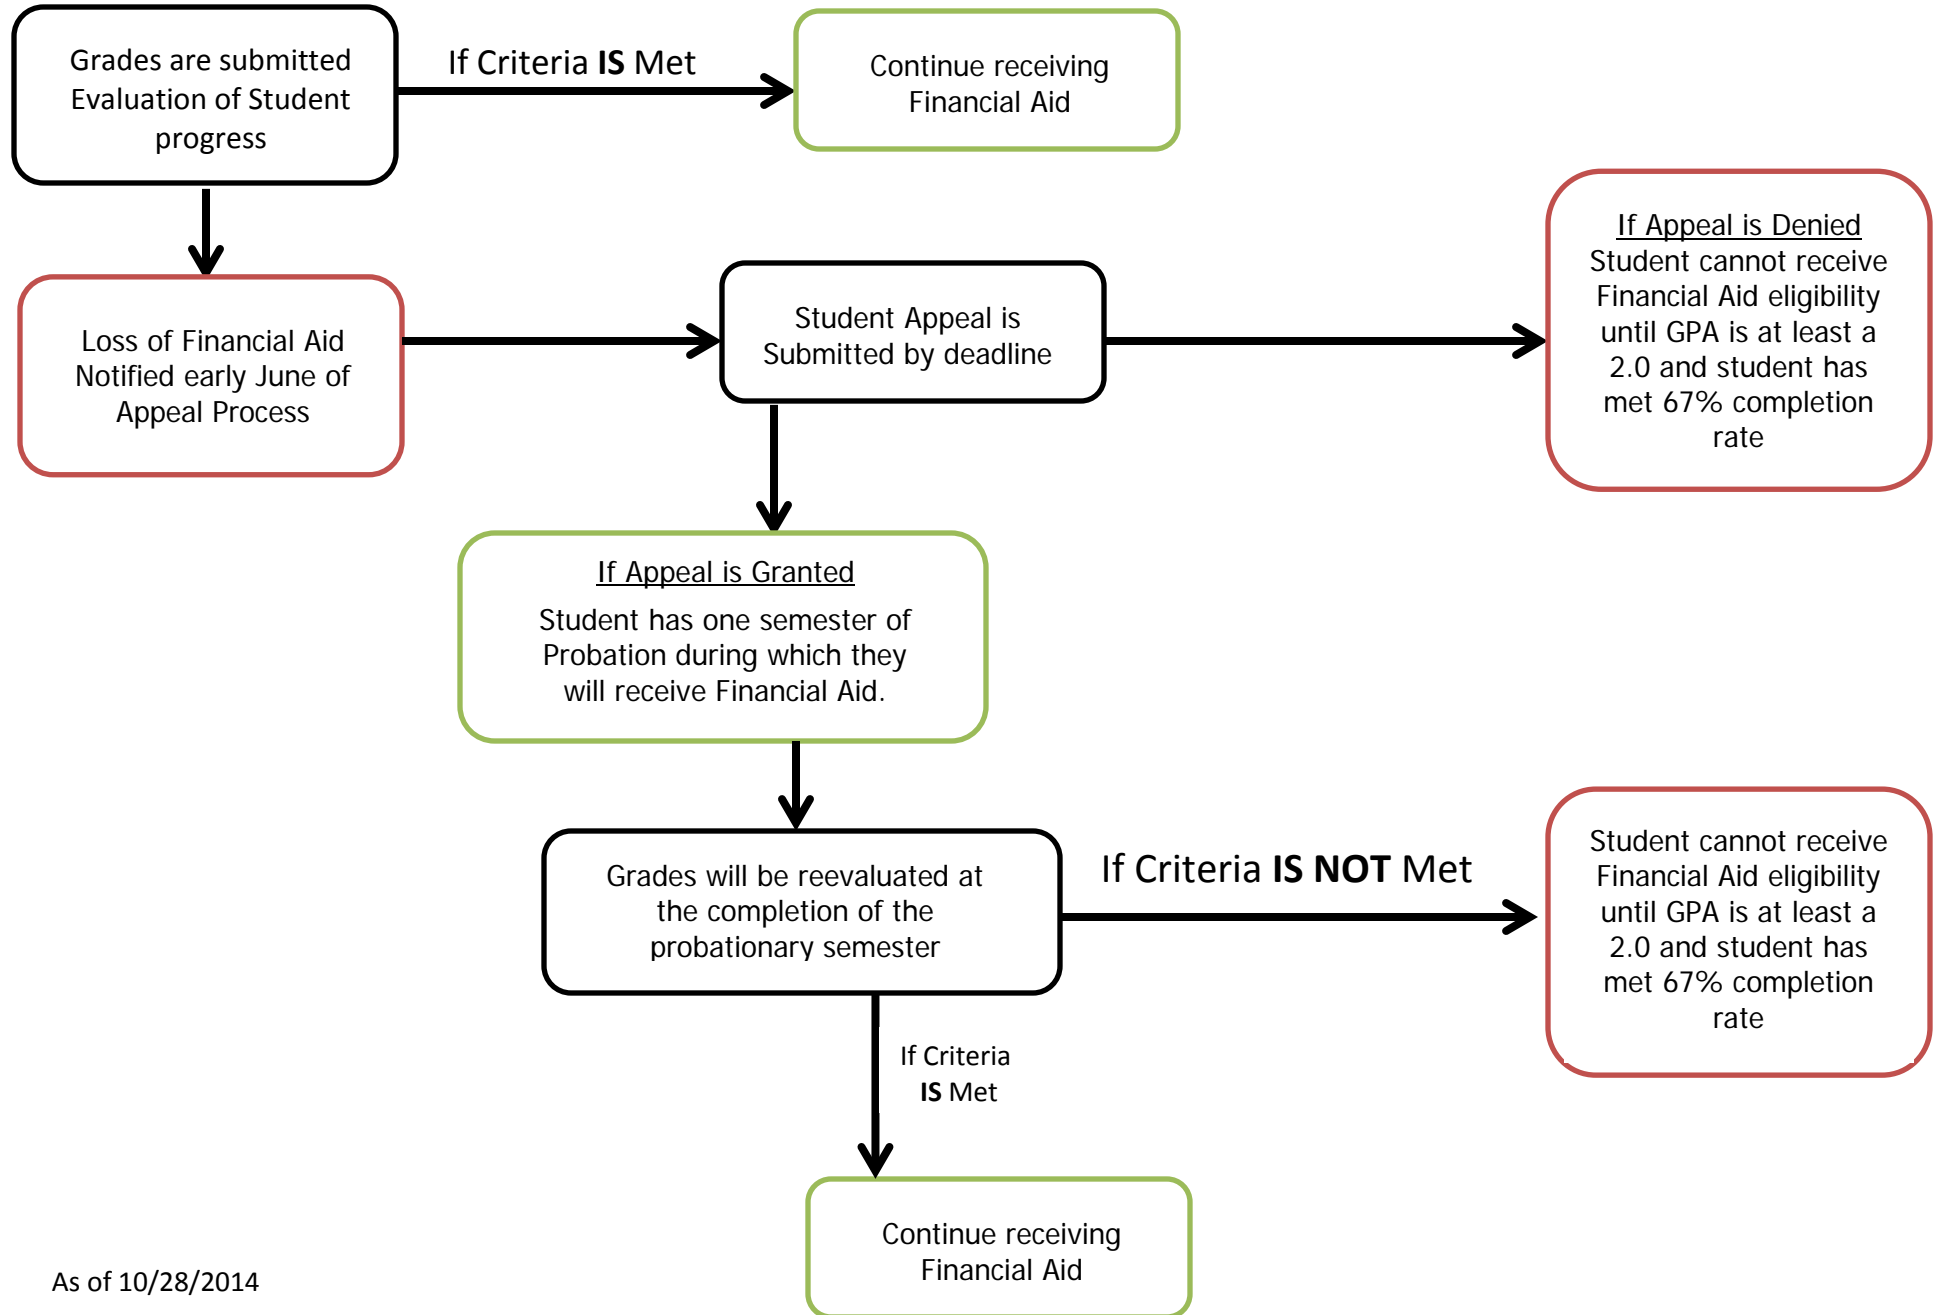 Grades are submitted
Evaluation of Student
progress
If Criteria IS Met
Continue receiving
Financial Aid
Loss of Financial Aid
Notified early June of
Appeal Process
Student Appeal is
Submitted by deadline
If Appeal is Denied
Student cannot receive
Financial Aid eligibility
until GPA is at least a
2.0 and student has
met 67% completion
rate
If Appeal is Granted
Student has one semester of
Probation during which they
will receive Financial Aid.
Grades will be reevaluated at
the completion of the
probationary semester
If Criteria IS NOT Met
Student cannot receive
Financial Aid eligibility
until GPA is at least a
2.0 and student has
met 67% completion
rate
If Criteria
IS Met
Continue receiving
Financial Aid
As of 10/28/2014